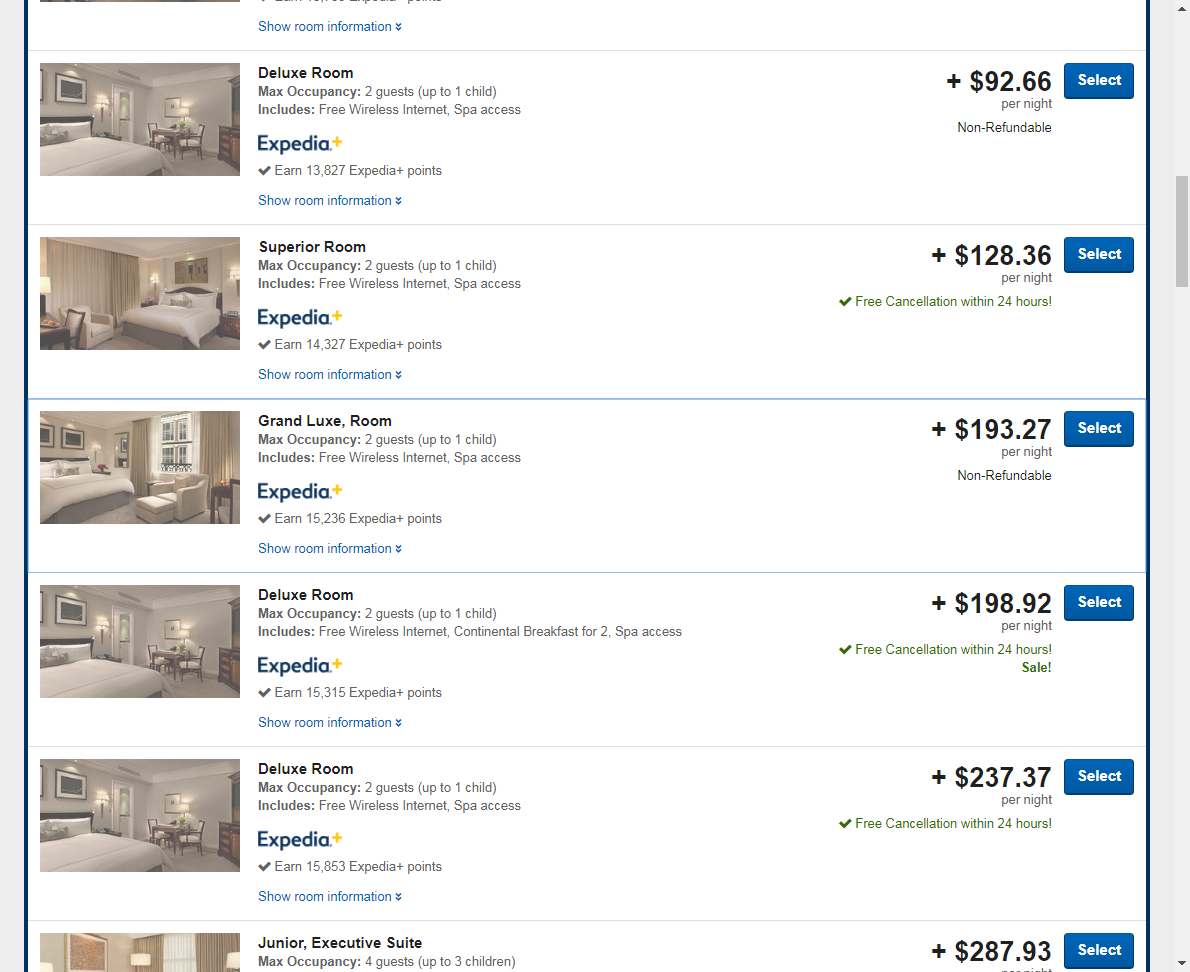 Show room information
Deluxe Room
Max Occupancy: 2 guests (up to 1 child)
Includes: Free Wireless Internet, Spa access
Expedia+
Earn 13,827 Expedia+ points
Show room information
+ $92.66
per night
Non-Refundable
Select
Superior Room
Max Occupancy: 2 guests (up to 1 child)
Includes: Free Wireless Internet, Spa access
Expedia+
Earn 14,327 Expedia+ points
Show room information
+ $128.36
per night
Free Cancellation within 24 hours!
Select
Grand Luxe, Room
Max Occupancy: 2 guests (up to 1 child)
Includes: Free Wireless Internet, Spa access
Expedia+
Earn 15,236 Expedia+ points
Show room information
+ $193.27
per night
Non-Refundable
Select
Deluxe Room
Max Occupancy: 2 guests (up to 1 child)
Includes: Free Wireless Internet, Continental Breakfast for 2, Spa access
Expedia+
Earn 15,315 Expedia+ points
Show room information
+ $198.92
per night
Free Cancellation within 24 hours!
Sale!
Select
Deluxe Room
Max Occupancy: 2 guests (up to 1 child)
Includes: Free Wireless Internet, Spa access
Expedia+
Earn 15,853 Expedia+ points
Show room information
+ $237.37
per night
Free Cancellation within 24 hours!
Select
Junior, Executive Suite
Max Occupancy: 4 guests (up to 3 children)
+ $287.93
Select